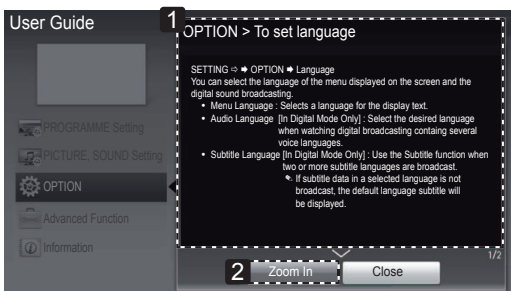 User Guide
1
OPTION > To set language
SETTING ⇨ ➡ OPTION ➡ Language
You can select the language of the menu displayed on the screen and the
digital sound broadcasting.
• Menu Language : Selects a language for the display text.
• Audio Language [In Digital Mode Only] : Select the desired language
when watching digital broadcasting containg several
voice languages.
• Subtitle Language [In Digital Mode Only] : Use the Subtitle function when
two or more subtitle languages are broadcast.
✎ If subtitle data in a selected language is not
broadcast, the default language subtitle will
be displayed.
PROGRAMME Setting
PICTURE, SOUND Setting
OPTION
Advanced Function
Information
1/2
2
Zoom In
Close